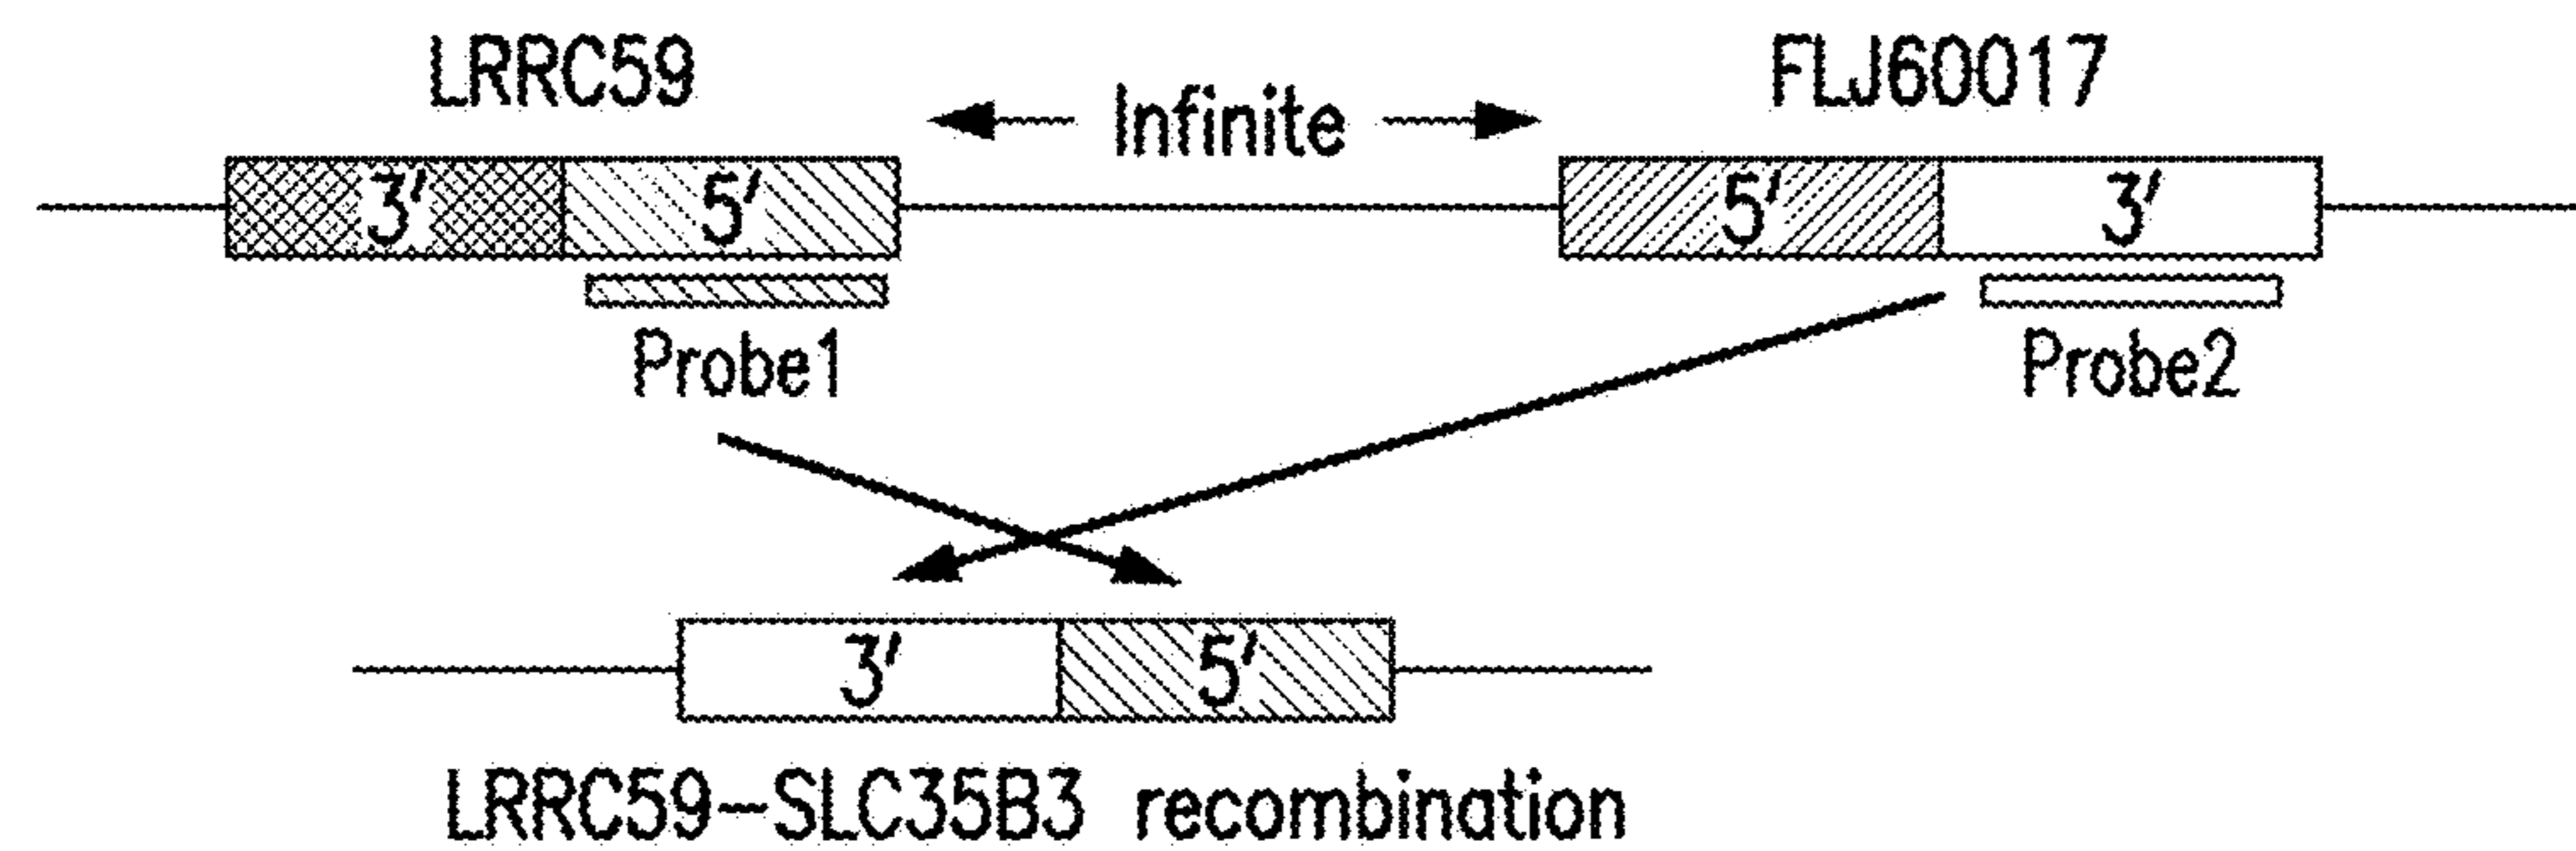 LRRC59
FLJ60017
Infinite
3' 5' 5' 3'
Probe1
Probe2
3' 5'
LRRC59-SLC35B3 recombination